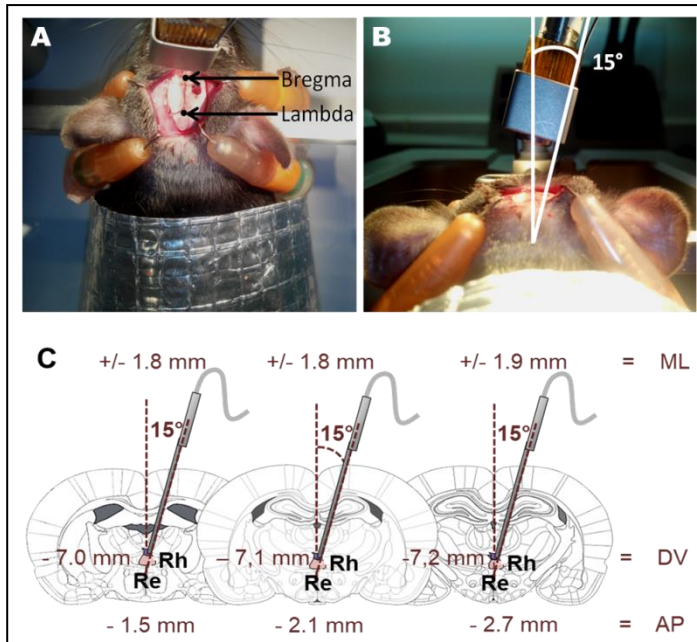 A
Bregma
Lambda
B
15°
C
+/- 1.8 mm +/- 1.8 mm +/- 1.9 mm = ML
15° 15° 15°
- 7.0 mm – 7,1 mm -7,2 mm = DV
Rh Rh Rh
Re Re Re
- 1.5 mm - 2.1 mm - 2.7 mm = AP